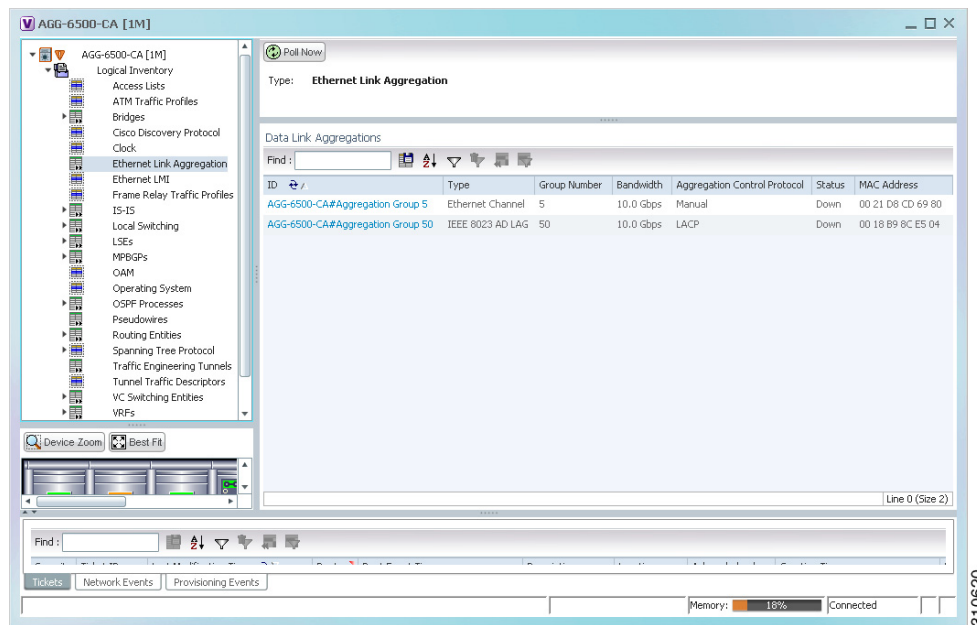 AGG-6500-CA [1M]
AGG-6500-CA [1M]
Logical Inventory
Access Lists
ATM Traffic Profiles
Bridges
Cisco Discovery Protocol
Clock
Ethernet Link Aggregation
Ethernet LMI
Frame Relay Traffic Profiles
IS-IS
Local Switching
LSEs
MPBGPs
OAM
Operating System
OSPF Processes
Pseudowires
Routing Entities
Spanning Tree Protocol
Traffic Engineering Tunnels
Tunnel Traffic Descriptors
VC Switching Entities
VRFs
Device Zoom Best Fit
Poll Now
Type: Ethernet Link Aggregation
Data Link Aggregations
Find :
ID Type Group Number Bandwidth Aggregation Control Protocol Status MAC Address
AGG-6500-CA#Aggregation Group 5 Ethernet Channel 5 10.0 Gbps Manual Down 00 21 D8 CD 69 80
AGG-6500-CA#Aggregation Group 50 IEEE 8023 AD LAG 50 10.0 Gbps LACP Down 00 18 B9 8C E5 04
Line 0 (Size 2)
Find :
Tickets Network Events Provisioning Events
Memory: 18% Connected